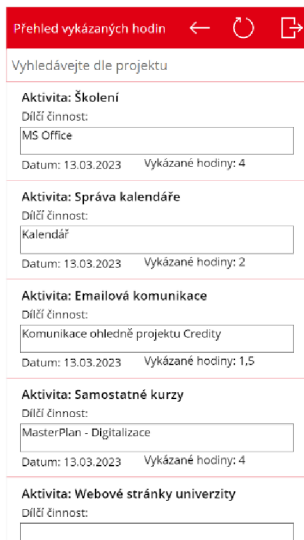 Přehled vykázaných hodin
Vyhledávejte dle projektu
Aktivita: Školení
Dílčí činnost:
MS Office
Datum: 13.03.2023 Vykázané hodiny: 4
Aktivita: Správa kalendáře
Dílčí činnost:
Kalendář
Datum: 13.03.2023 Vykázané hodiny: 2
Aktivita: Emailová komunikace
Dílčí činnost:
Komunikace ohledně projektu Credity
Datum: 13.03.2023 Vykázané hodiny: 1,5
Aktivita: Samostatné kurzy
Dílčí činnost:
MasterPlan - Digitalizace
Datum: 13.03.2023 Vykázané hodiny: 4
Aktivita: Webové stránky univerzity
Dílčí činnost: